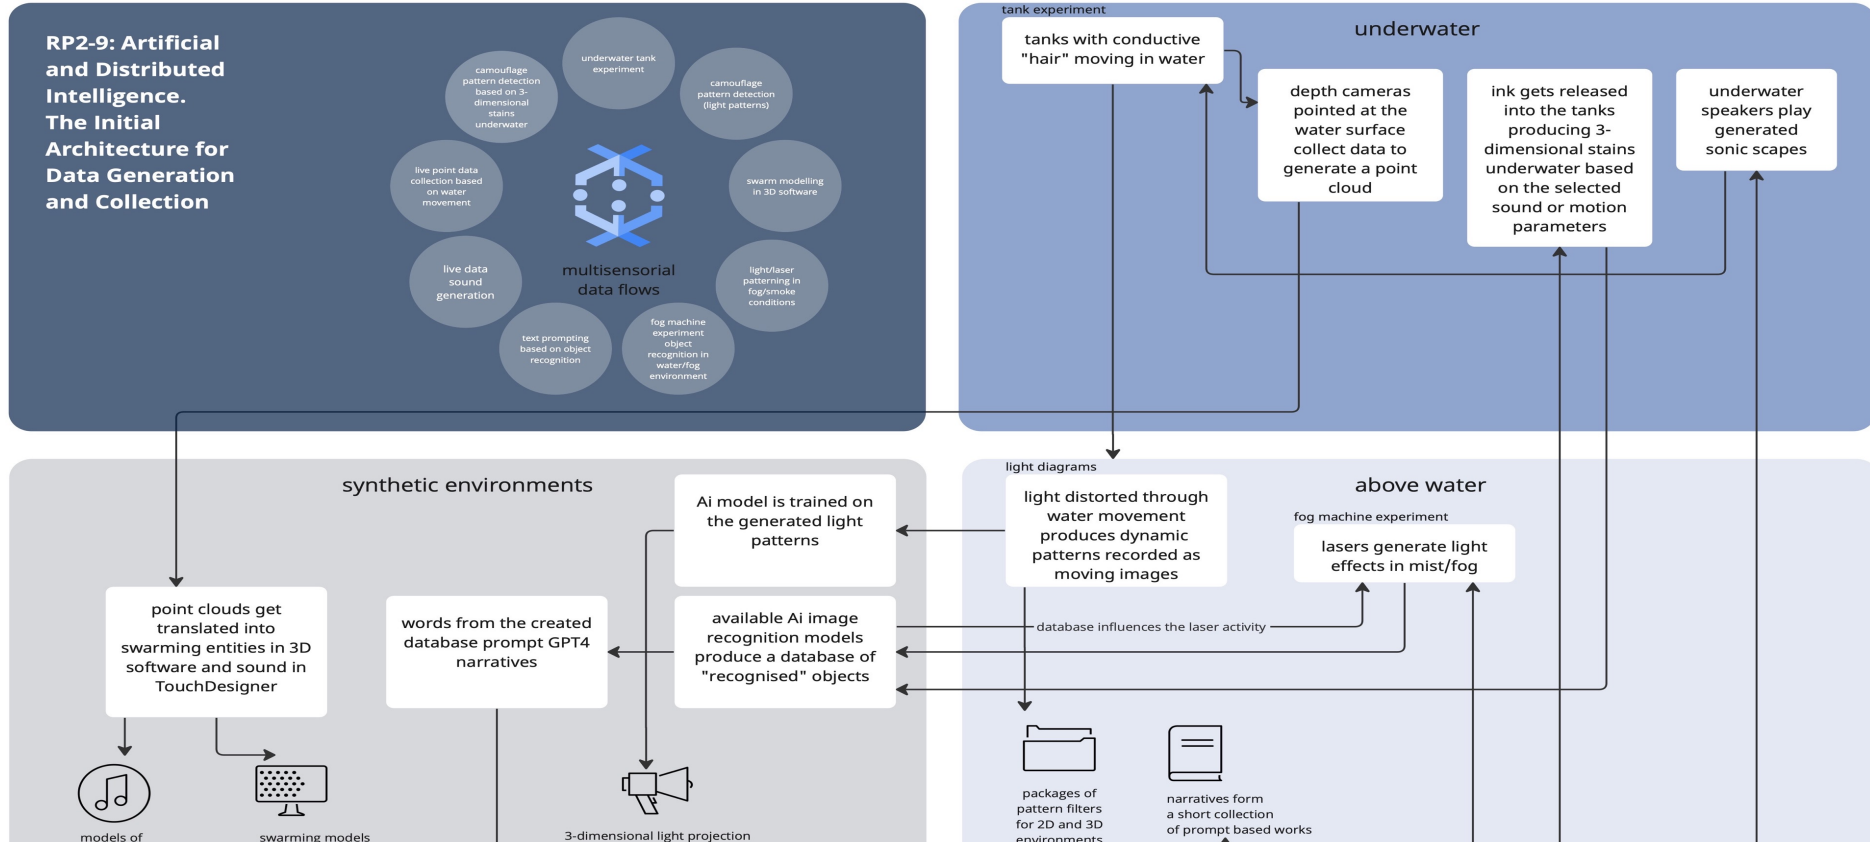 RP2-9: Artificial
and Distributed
Intelligence.
The Initial
Architecture for
Data Generation
and Collection
underwater tank
experiment
camouflage
pattern detection
(light patterns)
swarm modelling
in 3D software
light/laser
patterning in
fog/smoke
conditions
fog machine
experiment
object
recognition in
water/fog
environment
text prompting
based on object
recognition
live data
sound
generation
live point data
collection based
on water
movement
camouflage
pattern detection
based on 3-
dimensional
stains
underwater
multisensorial
data flows
tank experiment
underwater
tanks with conductive
"hair" moving in water
depth cameras
pointed at the
water surface
collect data to
generate a point
cloud
ink gets released
into the tanks
producing 3-
dimensional stains
underwater based
on the selected
sound or motion
parameters
underwater
speakers play
generated
sonic scapes
synthetic environments
Ai model is trained on
the generated light
patterns
point clouds get
translated into
swarming entities in 3D
software and sound in
TouchDesigner
words from the created
database prompt GPT4
narratives
available Ai image
recognition models
produce a database of
"recognised" objects
models of
swarming models
3-dimensional light projection
light diagrams
above water
light distorted through
water movement
produces dynamic
patterns recorded as
moving images
fog machine experiment
lasers generate light
effects in mist/fog
database influences the laser activity
packages of
pattern filters
for 2D and 3D
environments
narratives form
a short collection
of prompt based works